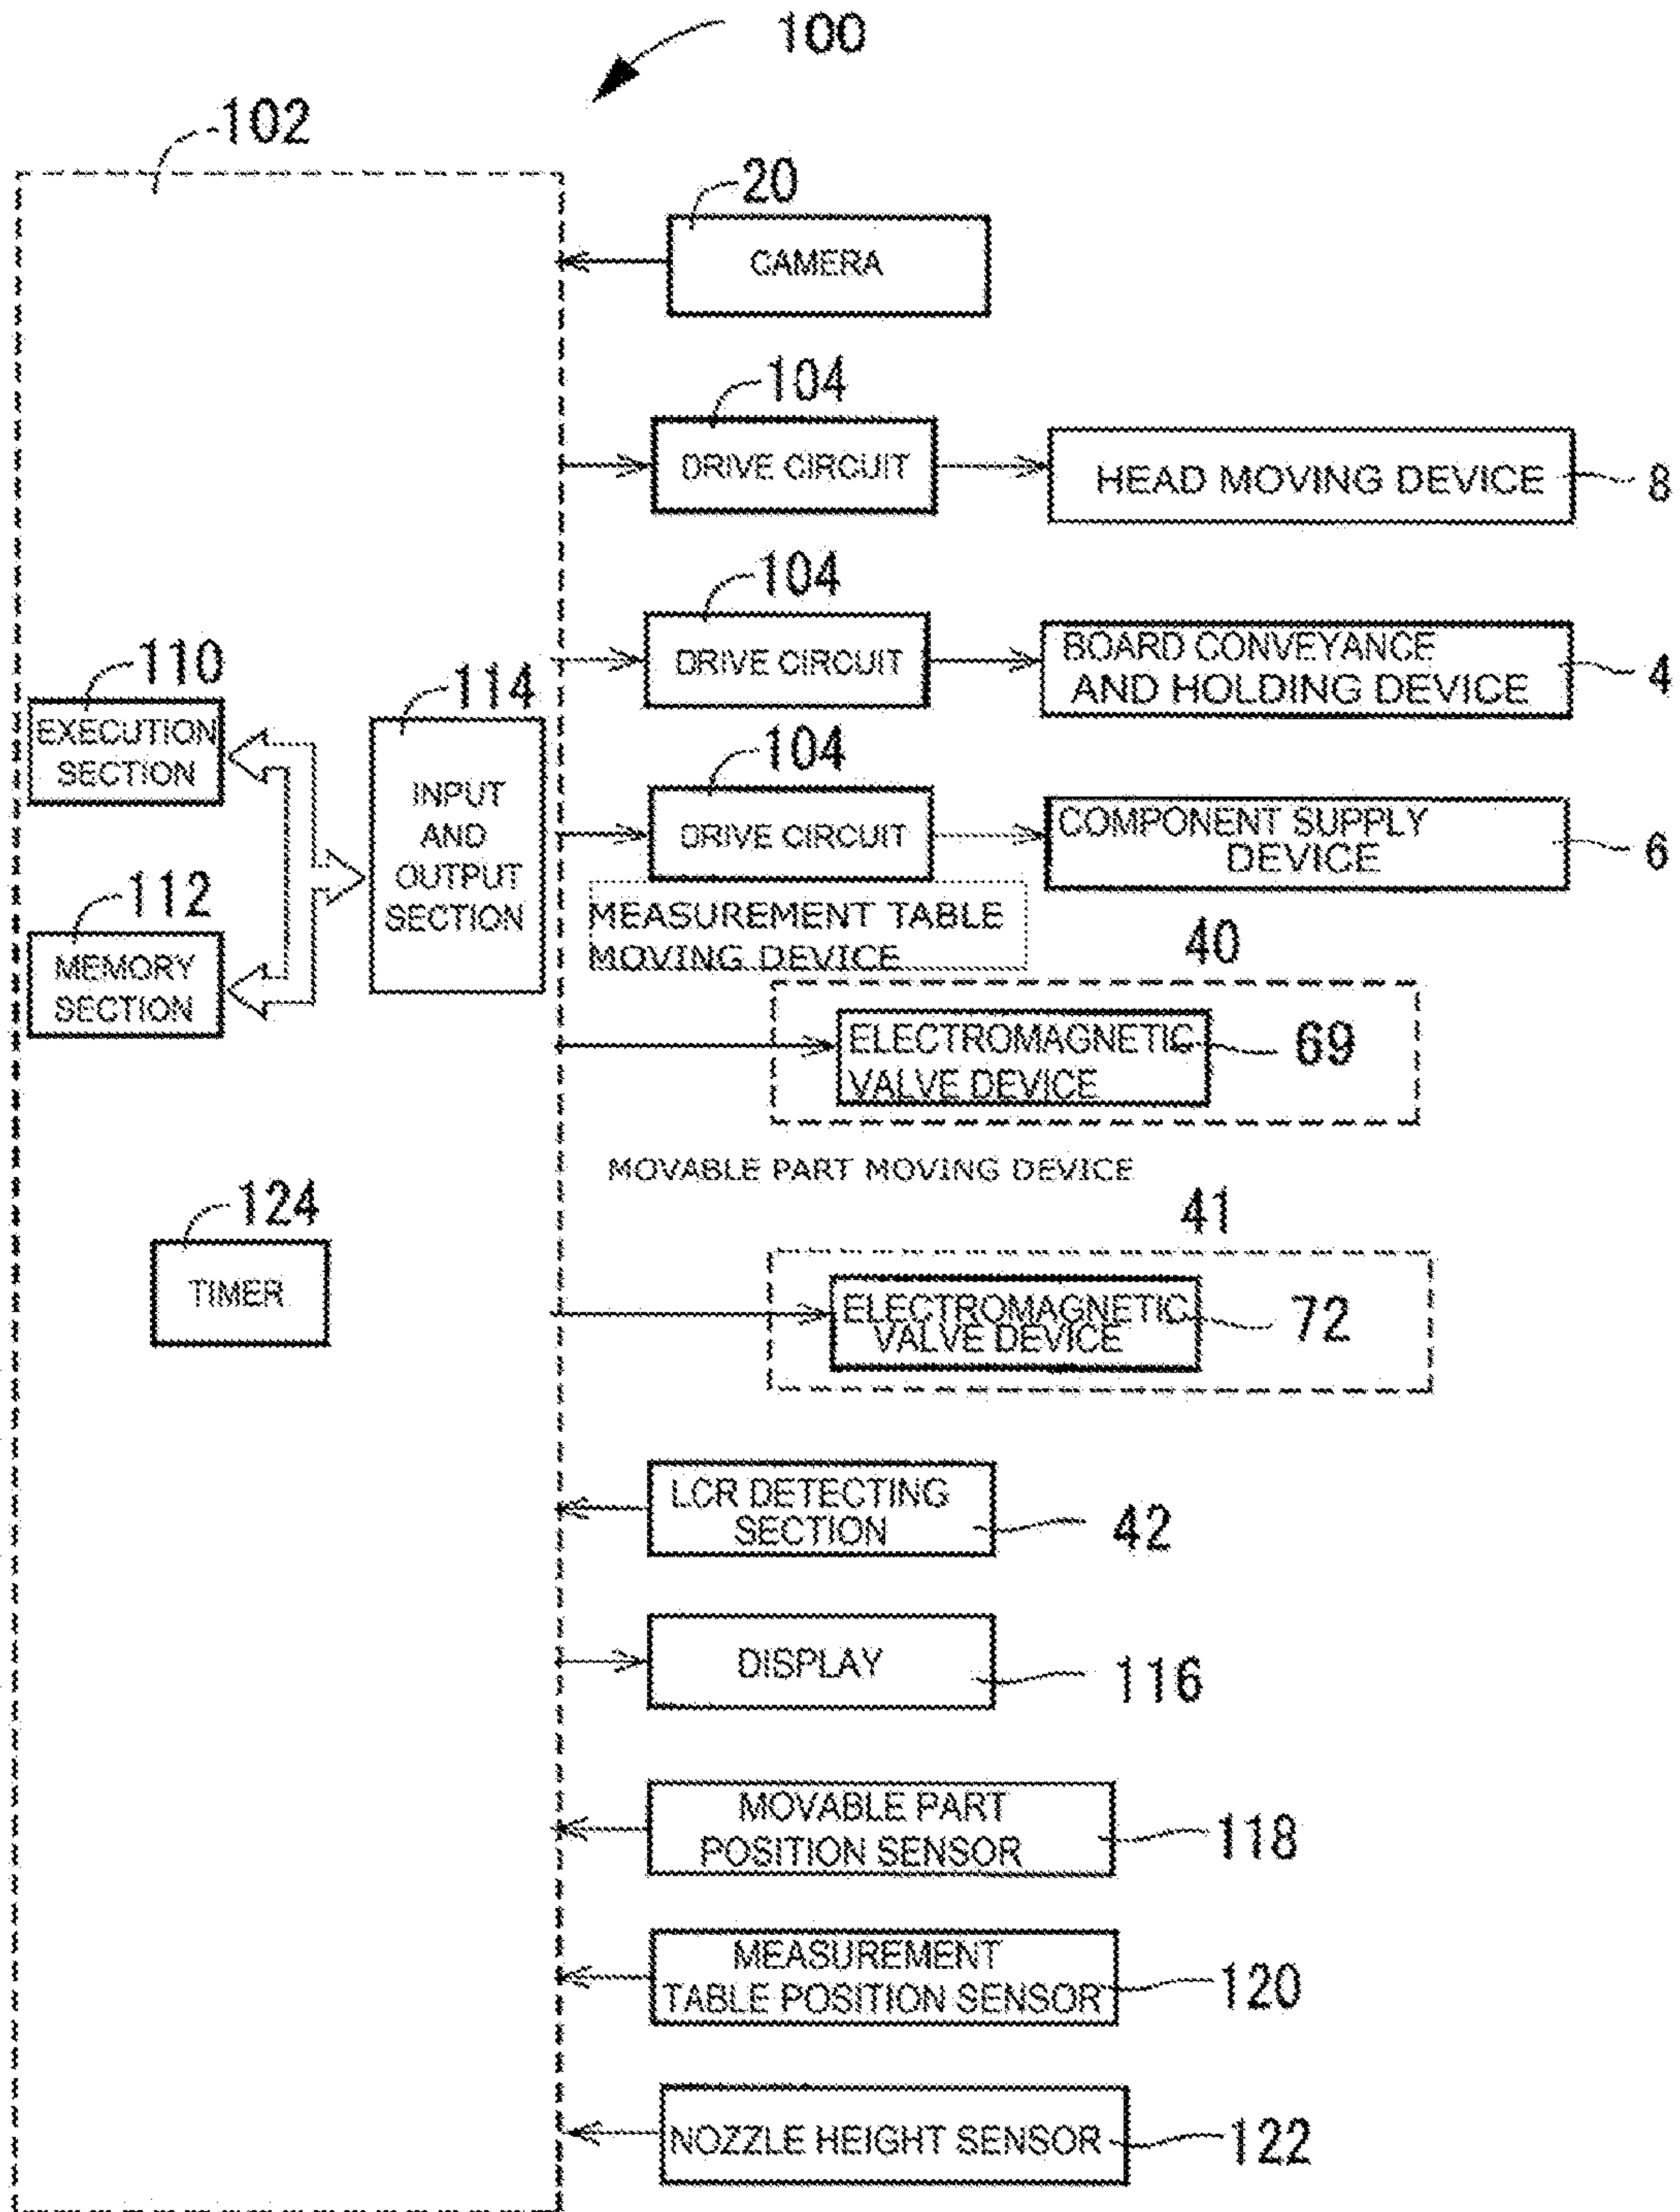 100
102
20
CAMERA
104
DRIVE CIRCUIT
HEAD MOVING DEVICE
8
104
DRIVE CIRCUIT
BOARD CONVEYANCE
AND HOLDING DEVICE
4
110
EXECUTION
SECTION
114
INPUT
AND
OUTPUT
SECTION
104
DRIVE CIRCUIT
COMPONENT SUPPLY
DEVICE
6
112
MEMORY
SECTION
MEASUREMENT TABLE
MOVING DEVICE
40
ELECTROMAGNETIC
VALVE DEVICE
69
MOVABLE PART MOVING DEVICE
124
TIMER
41
ELECTROMAGNETIC
VALVE DEVICE
72
LCR DETECTING
SECTION
42
DISPLAY
116
MOVABLE PART
POSITION SENSOR
118
MEASUREMENT
TABLE POSITION SENSOR
120
NOZZLE HEIGHT SENSOR
122